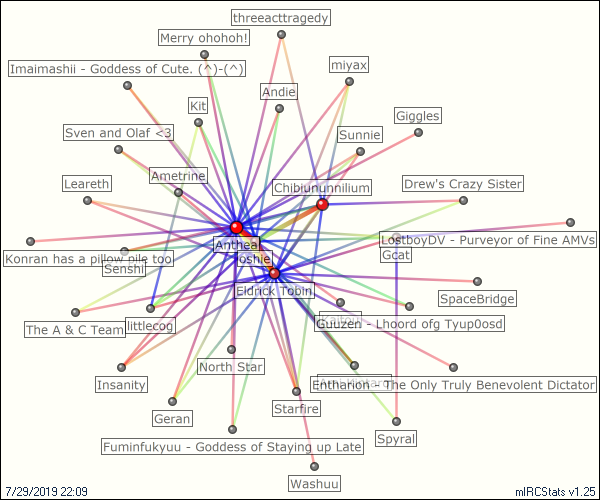 threeacttragedy
Merry ohohoh!
Imaimashii - Goddess of Cute. (^)-(^)
miyax
Andie
Kit
Giggles
Sven and Olaf <3
Sunnie
Ametrine
Leareth
Chibiununnilium
Drew's Crazy Sister
LostboyDV - Purveyor of Fine AMVs
Anthea
Gcat
Konran has a pillow pile too
Joshie
Senshi
Eldrick Tobin
SpaceBridge
Guuzen - Lhoord ofg Tyup0osd
The A & C Team
littlecog
North Star
Insanity
Entharion - The Only Truly Benevolent Dictator
Starfire
Geran
Spyral
Fuminfukyuu - Goddess of Staying up Late
Washuu
7/29/2019 22:09
mIRCStats v1.25